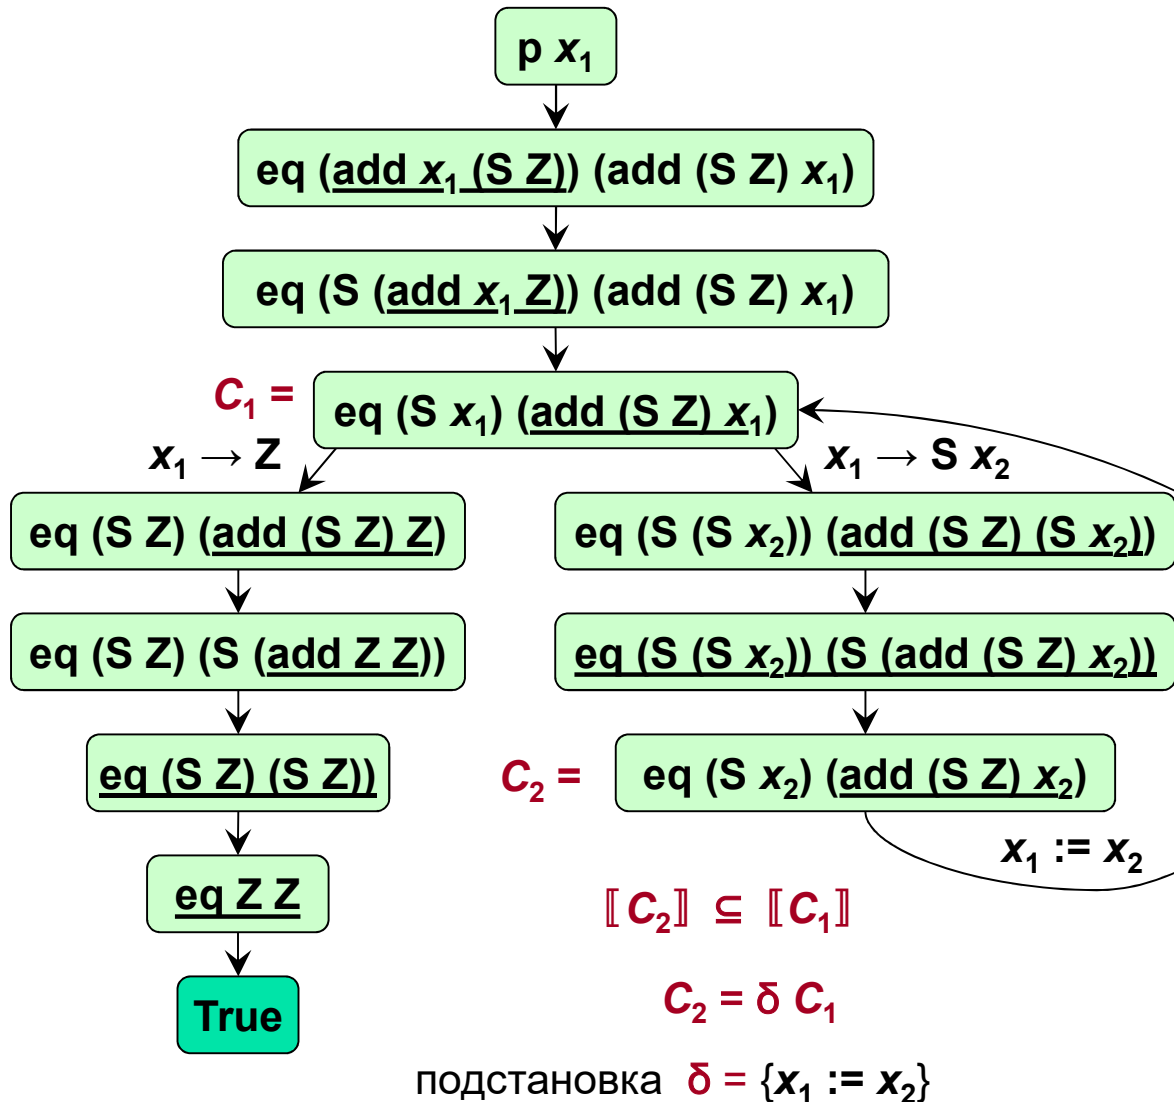 p x₁
eq (add x₁ (S Z)) (add (S Z) x₁)
eq (S (add x₁ Z)) (add (S Z) x₁)
C₁ =
eq (S x₁) (add (S Z) x₁)
x₁ → Z
x₁ → S x₂
eq (S Z) (add (S Z) Z)
eq (S (S x₂)) (add (S Z) (S x₂))
eq (S Z) (S (add Z Z))
eq (S (S x₂)) (S (add (S Z) x₂))
eq (S Z) (S Z))
C₂ =
eq (S x₂) (add (S Z) x₂)
x₁ := x₂
eq Z Z
⟦C₂⟧ ⊆ ⟦C₁⟧
True
C₂ = δ C₁
подстановка δ = {x₁ := x₂}